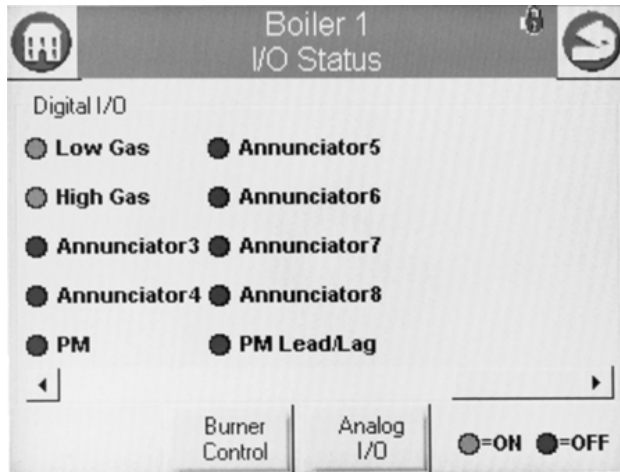 Boiler 1
I/O Status
Digital I/O
Low Gas
Annunciator5
High Gas
Annunciator6
Annunciator3
Annunciator7
Annunciator4
Annunciator8
PM
PM Lead/Lag
Burner
Control
Analog
I/O
=ON
=OFF